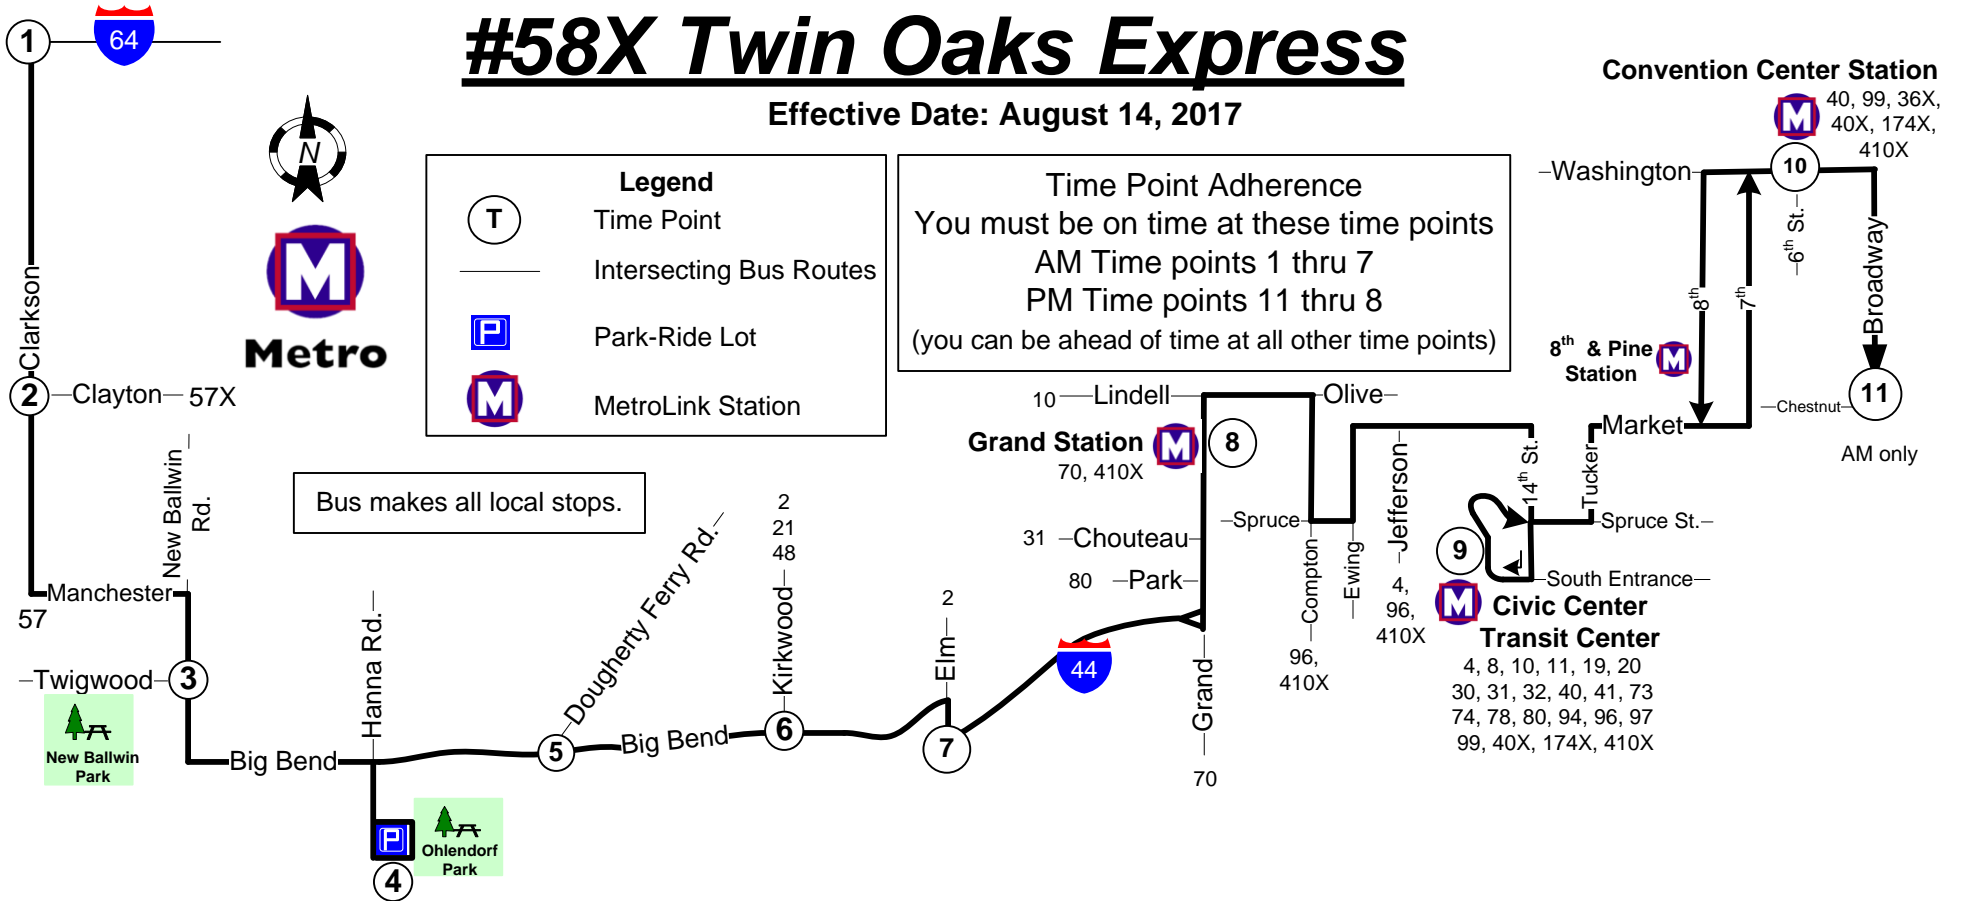 #58X Twin Oaks Express
Effective Date: August 14, 2017
1
64
N
Metro
Legend
T
Time Point
Intersecting Bus Routes
P
Park-Ride Lot
M
MetroLink Station
Time Point Adherence
You must be on time at these time points
AM Time points 1 thru 7
PM Time points 11 thru 8
(you can be ahead of time at all other time points)
Bus makes all local stops.
Clarkson
2
Clayton
57X
New Ballwin
Rd.
Manchester
57
Twigwood
3
New Ballwin
Park
Big Bend
Hanna Rd.
P
4
Ohlendorf
Park
5
Dougherty Ferry Rd.
Big Bend
2
21
48
Kirkwood
6
2
Elm
7
44
Grand
70
80
Park
31
Chouteau
Grand Station
M
70, 410X
8
10
Lindell
Olive
Spruce
Compton
96,
410X
Ewing
Jefferson
4,
96,
410X
14th St.
9
South Entrance
M
Civic Center
Transit Center
4, 8, 10, 11, 19, 20
30, 31, 32, 40, 41, 73
74, 78, 80, 94, 96, 97
99, 40X, 174X, 410X
Spruce St.
Tucker
Market
8th & Pine
Station
M
8th
7th
Washington
Convention Center Station
M
40, 99, 36X,
40X, 174X,
410X
10
6th St.
Broadway
Chestnut
11
AM only